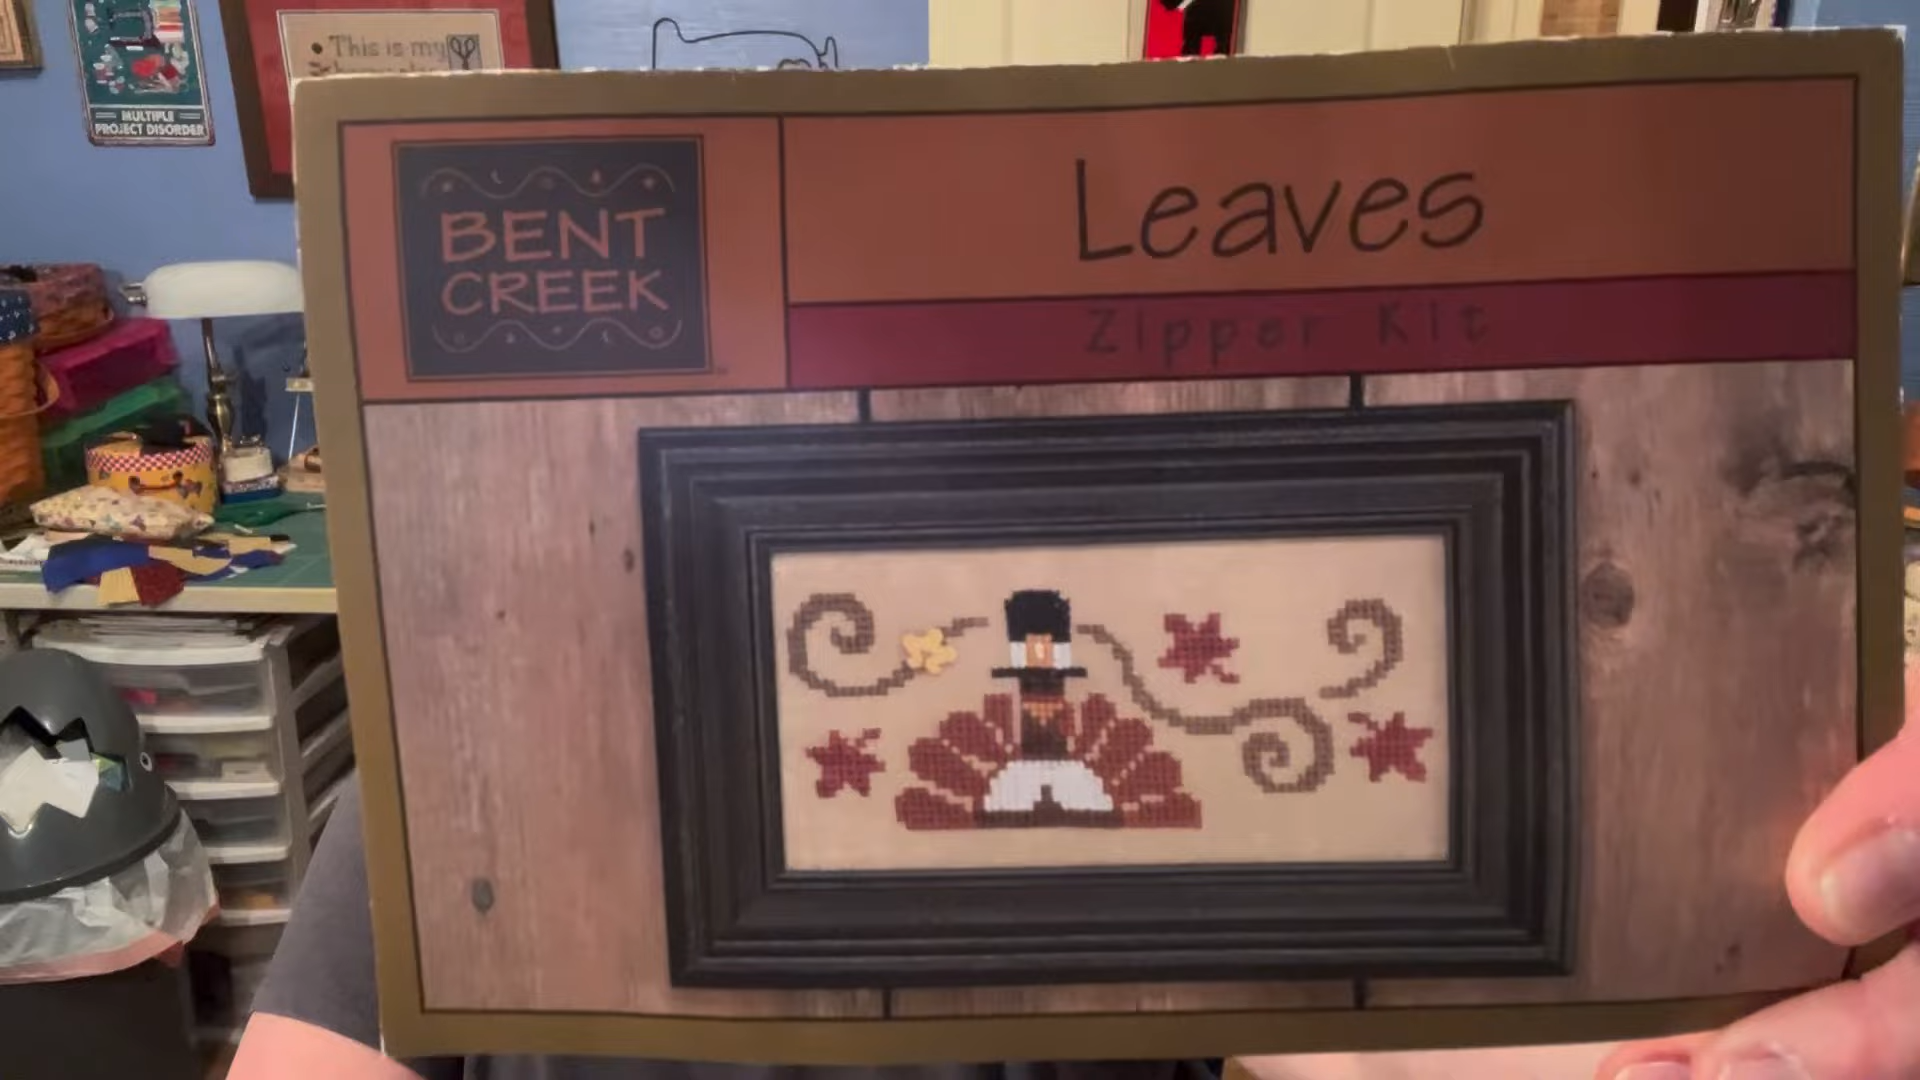 This is my
MULTIPLE
PROJECT DISORDER
BENT
CREEK
Leaves
Zipper Kit